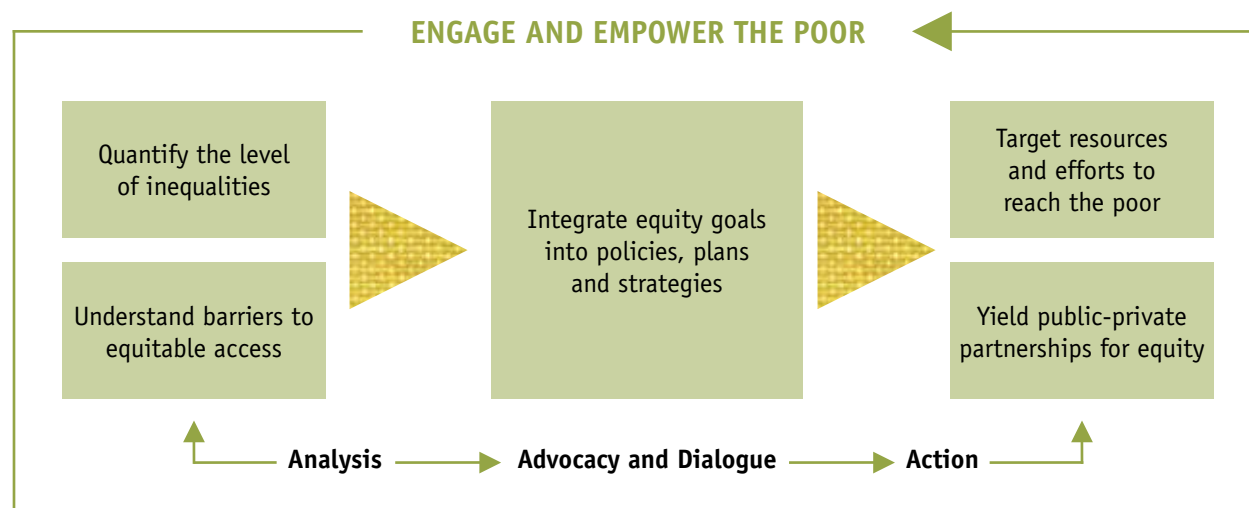 ENGAGE AND EMPOWER THE POOR
Quantify the level
of inequalities
Understand barriers to
equitable access
Integrate equity goals
into policies, plans
and strategies
Target resources
and efforts to
reach the poor
Yield public-private
partnerships for equity
Analysis
Advocacy and Dialogue
Action